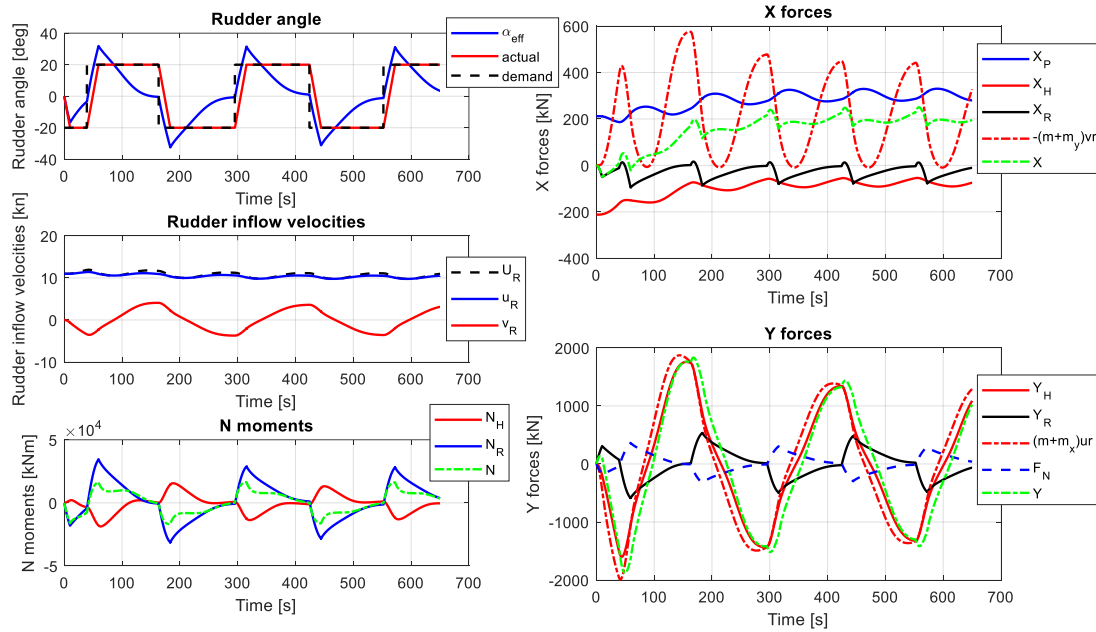 Rudder angle
Rudder angle [deg]
40
20
0
-20
-40
0 100 200 300 400 500 600 700
Time [s]
α_eff
actual
demand
Rudder inflow velocities
Rudder inflow velocities [kn]
20
10
0
-10
0 100 200 300 400 500 600 700
Time [s]
U_R
u_R
v_R
N moments
×10^4
N moments [kNm]
5
0
-5
0 100 200 300 400 500 600 700
Time [s]
N_H
N_R
N
X forces
X forces [kN]
600
400
200
0
-200
-400
0 100 200 300 400 500 600 700
Time [s]
X_P
X_H
X_R
-(m+m_y)vr
X
Y forces
Y forces [kN]
2000
1000
0
-1000
-2000
0 100 200 300 400 500 600 700
Time [s]
Y_H
Y_R
(m+m_x)ur
F_N
Y